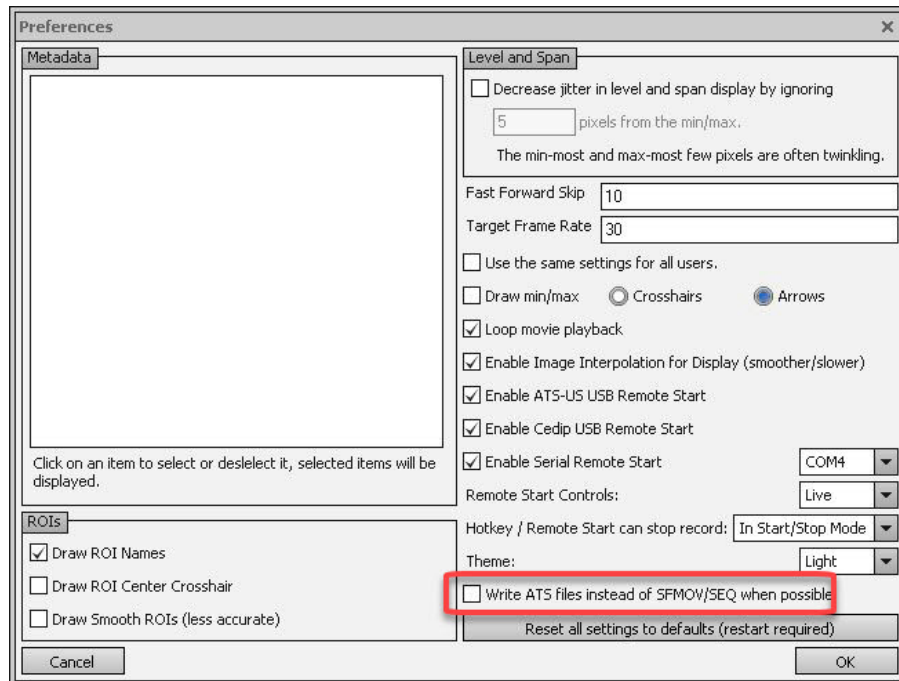 Preferences
Metadata
Click on an item to select or deslelect it, selected items will be
displayed.
ROIs
Draw ROI Names
Draw ROI Center Crosshair
Draw Smooth ROIs (less accurate)
Cancel
Level and Span
Decrease jitter in level and span display by ignoring
5 pixels from the min/max.
The min-most and max-most few pixels are often twinkling.
Fast Forward Skip 10
Target Frame Rate 30
Use the same settings for all users.
Draw min/max Crosshairs Arrows
Loop movie playback
Enable Image Interpolation for Display (smoother/slower)
Enable ATS-US USB Remote Start
Enable Cedip USB Remote Start
Enable Serial Remote Start COM4
Remote Start Controls: Live
Hotkey / Remote Start can stop record: In Start/Stop Mode
Theme: Light
Write ATS files instead of SFMOV/SEQ when possible
Reset all settings to defaults (restart required)
OK